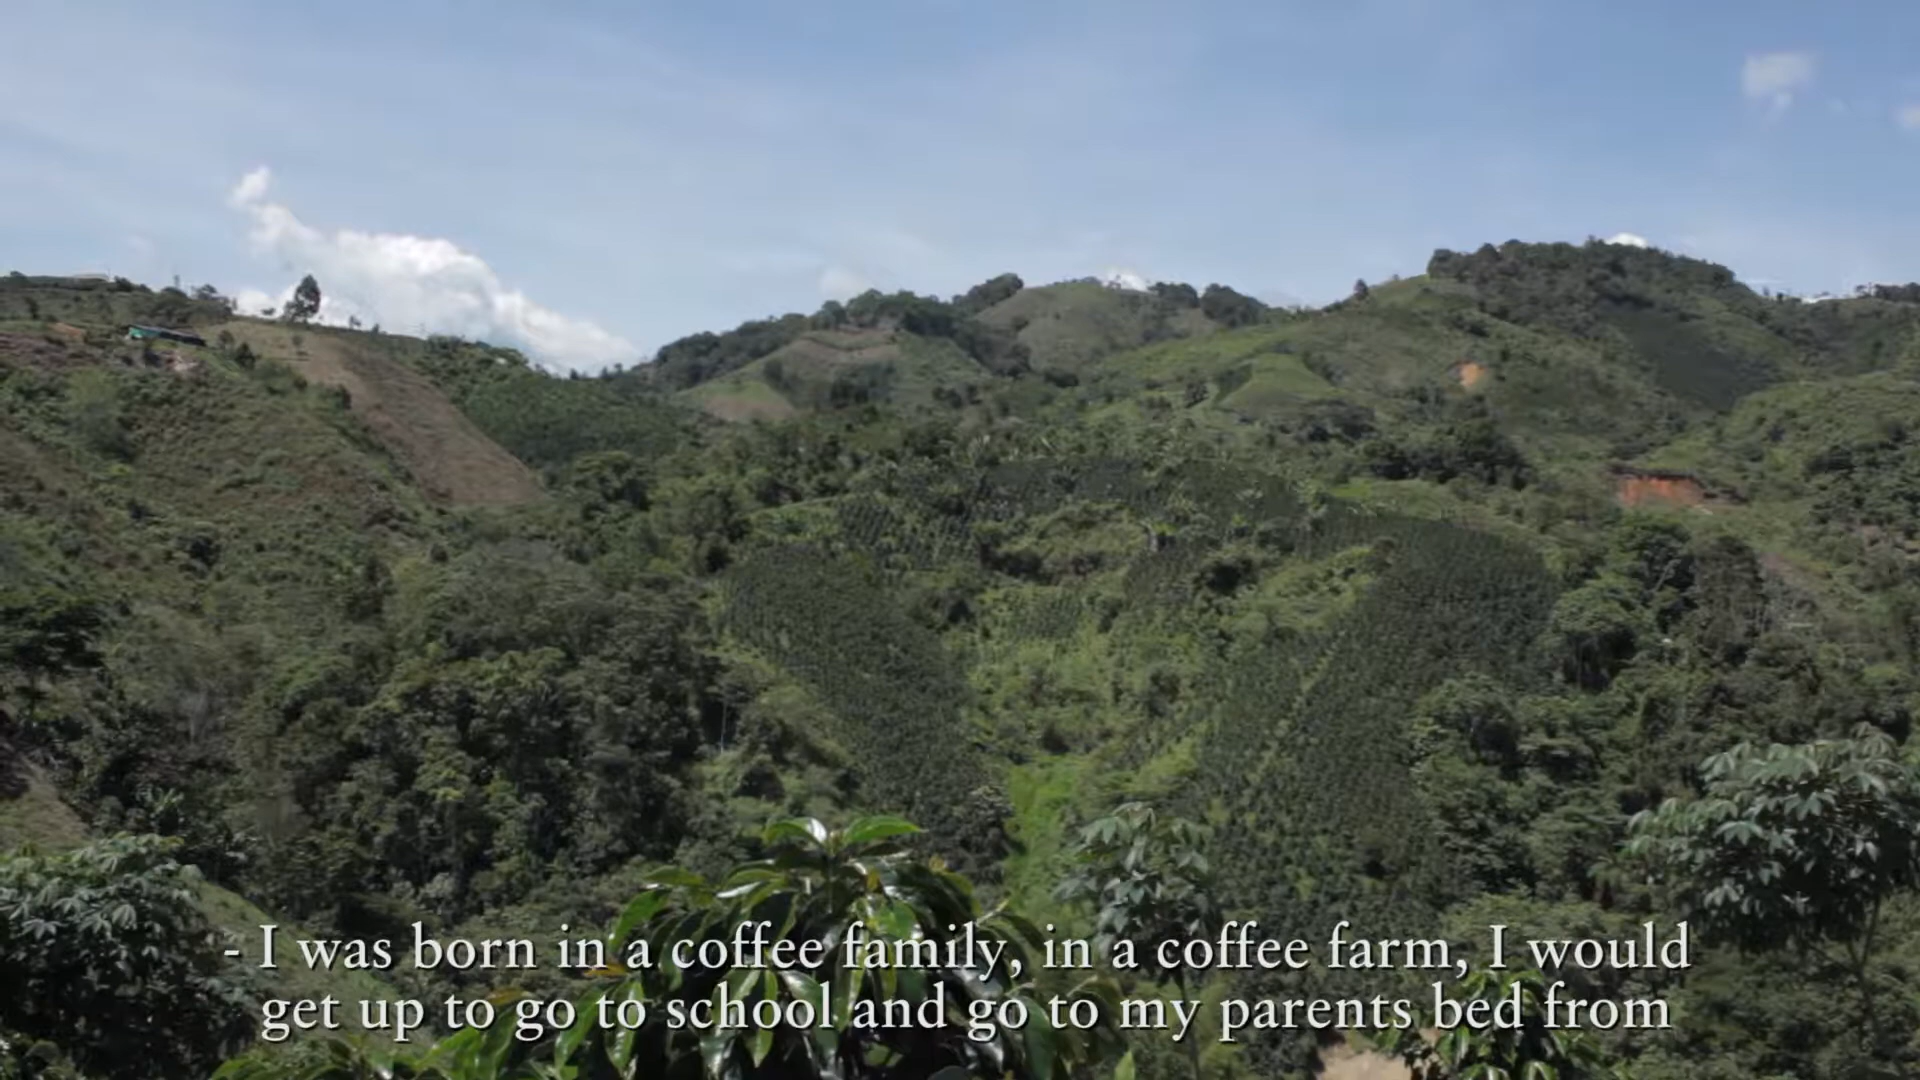 - I was born in a coffee family, in a coffee farm, I would
get up to go to school and go to my parents bed from